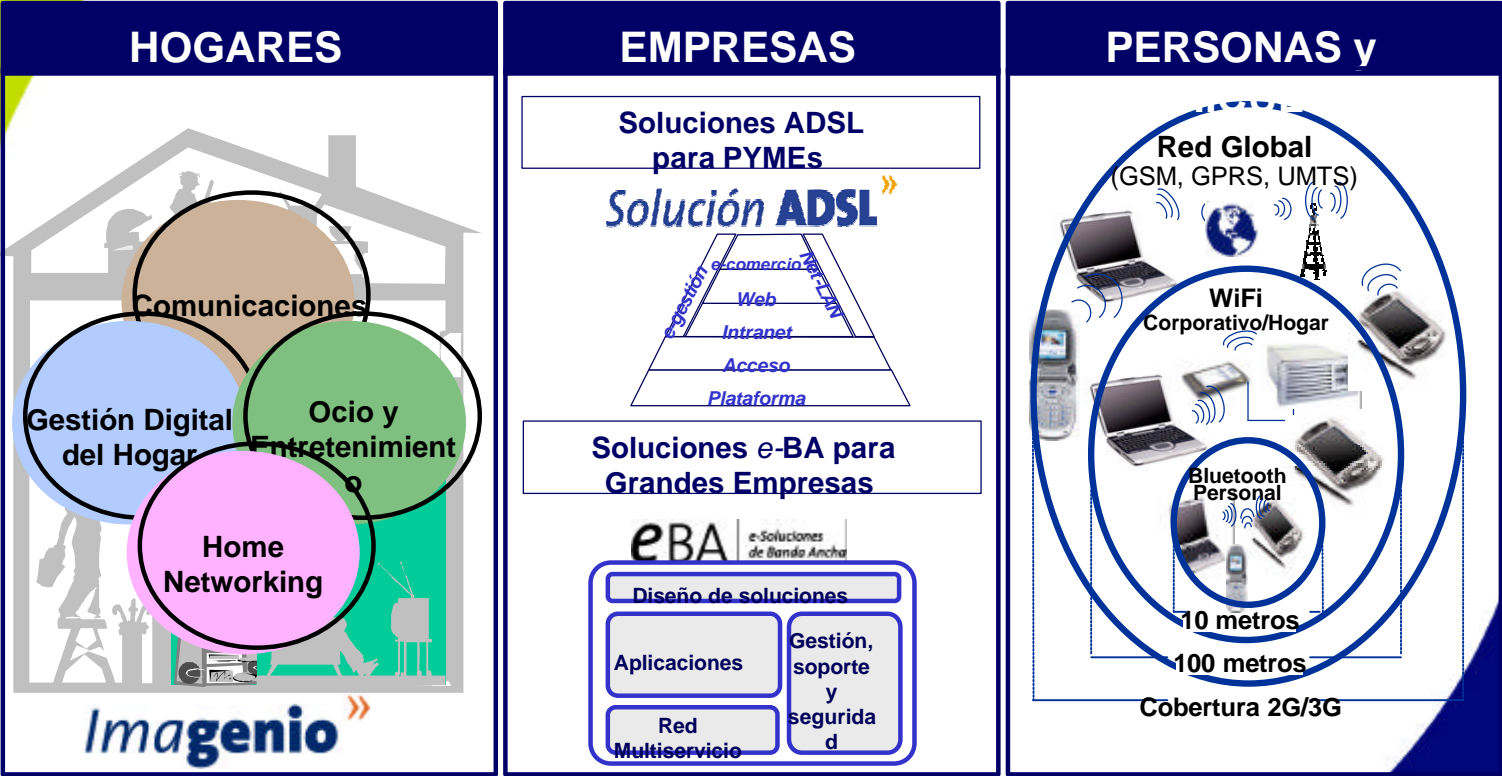 HOGARES
Comunicaciones
Gestión Digital
del Hogar
Ocio y
Entretenimient
o
Home
Networking
Imagenio
EMPRESAS
Soluciones ADSL
para PYMEs
Solución ADSL
e-gestión
Net-LAN
e-comercio
Web
Intranet
Acceso
Plataforma
Soluciones e-BA para
Grandes Empresas
eBA
e-Soluciones
de Banda Ancha
Diseño de soluciones
Aplicaciones
Gestión,
soporte
y
segurida
d
Red
Multiservicio
PERSONAS y
Red Global
(GSM, GPRS, UMTS)
WiFi
Corporativo/Hogar
Bluetooth
Personal
10 metros
100 metros
Cobertura 2G/3G